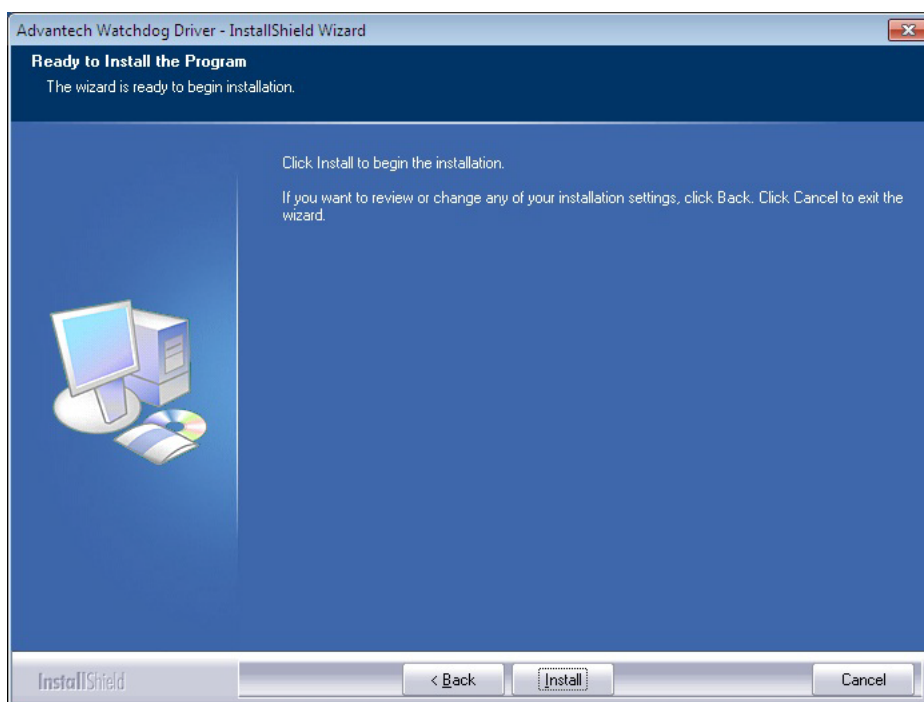 Advantech Watchdog Driver - InstallShield Wizard
Ready to Install the Program
The wizard is ready to begin installation.
Click Install to begin the installation.
If you want to review or change any of your installation settings, click Back. Click Cancel to exit the
wizard.
InstallShield
< Back
Install
Cancel